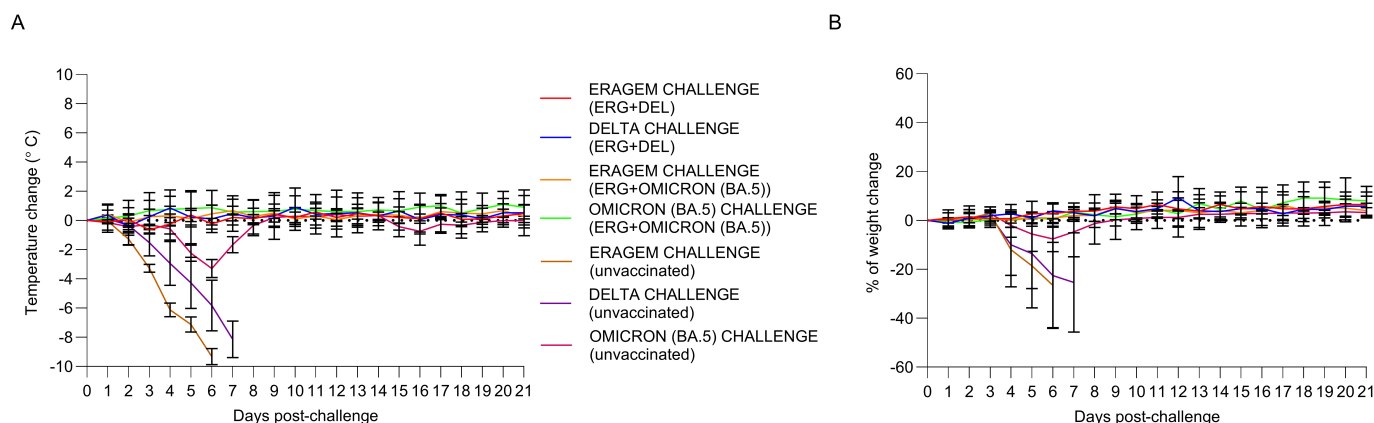 A
B
10
8
6
4
2
0
-2
-4
-6
-8
-10
Temperature change (° C)
0 1 2 3 4 5 6 7 8 9 10 11 12 13 14 15 16 17 18 19 20 21
Days post-challenge
ERAGEM CHALLENGE
(ERG+DEL)
DELTA CHALLENGE
(ERG+DEL)
ERAGEM CHALLENGE
(ERG+OMICRON (BA.5))
OMICRON (BA.5) CHALLENGE
(ERG+OMICRON (BA.5))
ERAGEM CHALLENGE
(unvaccinated)
DELTA CHALLENGE
(unvaccinated)
OMICRON (BA.5) CHALLENGE
(unvaccinated)
60
40
20
0
-20
-40
-60
% of weight change
0 1 2 3 4 5 6 7 8 9 10 11 12 13 14 15 16 17 18 19 20 21
Days post-challenge